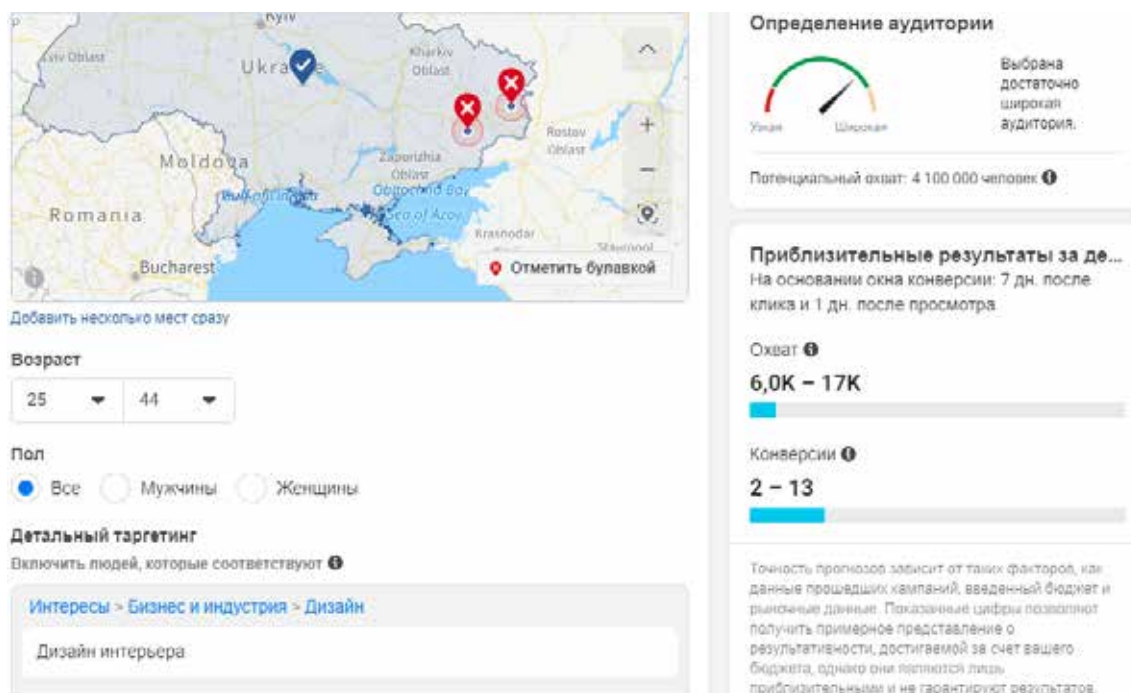 Kyiv
Lviv Oblast
Ukraine
Kharkiv
Oblast
Moldova
Zaporizhia
Oblast
Rostov
Oblast
Obitochna Bay
Sea of Azov
Romania
Krasnodar
Bucharest
Отметить булавкой
Добавить несколько мест сразу
Возраст
25 44
Пол
Все Мужчины Женщины
Детальный таргетинг
Включить людей, которые соответствуют
Интересы > Бизнес и индустрия > Дизайн
Дизайн интерьера
Определение аудитории
Узкая Широкая
Выбрана
достаточно
широкая
аудитория.
Потенциальный охват: 4 100 000 человек
Приблизительные результаты за де...
На основании окна конверсии: 7 дн. после
клика и 1 дн. после просмотра
Охват
6,0K – 17K
Конверсии
2 – 13
Точность прогнозов зависит от таких факторов, как
данные прошедших кампаний, введенный бюджет и
рыночные данные. Показанные цифры позволяют
получить примерное представление о
результативности, достигаемой за счет вашего
бюджета, однако они являются лишь
приблизительными и не гарантируют результатов